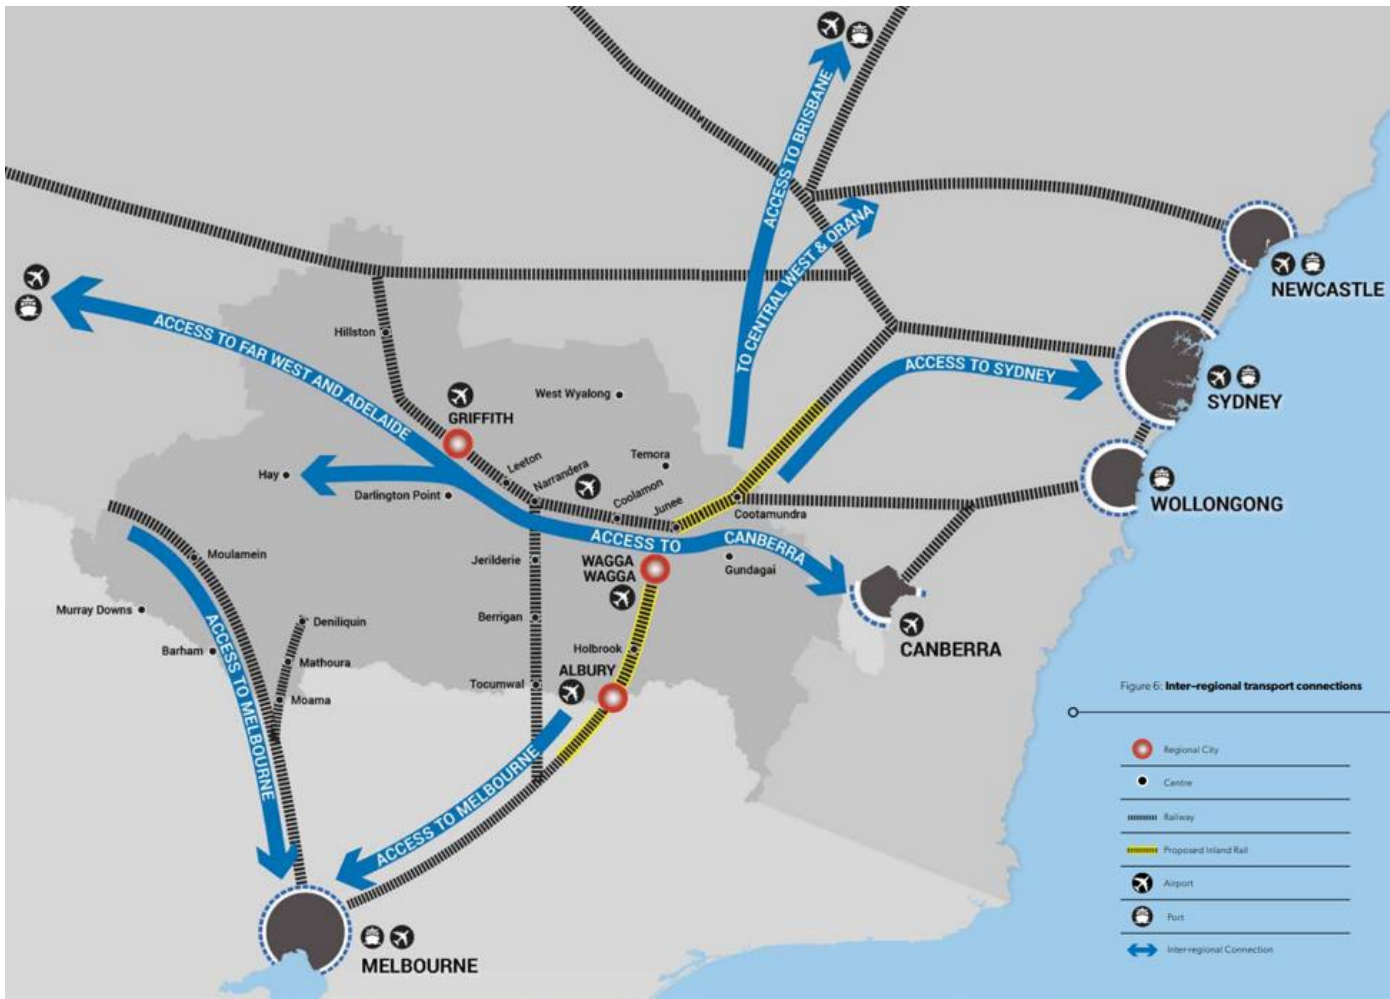 ACCESS TO BRISBANE
TO CENTRAL WEST & ORANA
NEWCASTLE
ACCESS TO FAR WEST AND ADELAIDE
Hillston
ACCESS TO SYDNEY
SYDNEY
West Wyalong
GRIFFITH
Temora
Leeton
Narrandera
Hay
Darlington Point
Coolamon
Junee
Cootamundra
WOLLONGONG
ACCESS TO CANBERRA
Moulamein
Jerilderie
WAGGA
WAGGA
Gundagai
Murray Downs
Deniliquin
Berrigan
Barham
Mathoura
Holbrook
CANBERRA
ALBURY
Tocumwal
Moama
ACCESS TO MELBOURNE
ACCESS TO MELBOURNE
MELBOURNE
Figure 6: Inter-regional transport connections
Regional City
Centre
Railway
Proposed Inland Rail
Airport
Port
Inter-regional Connection